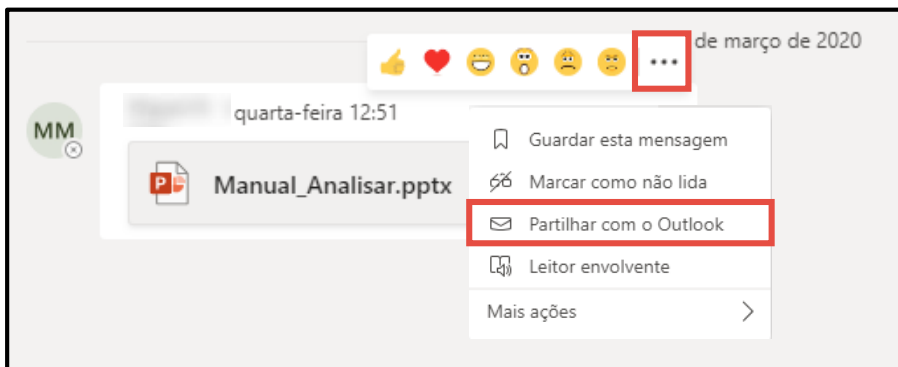 de março de 2020
MM
quarta-feira 12:51
Manual_Analisar.pptx
Guardar esta mensagem
Marcar como não lida
Partilhar com o Outlook
Leitor envolvente
Mais ações